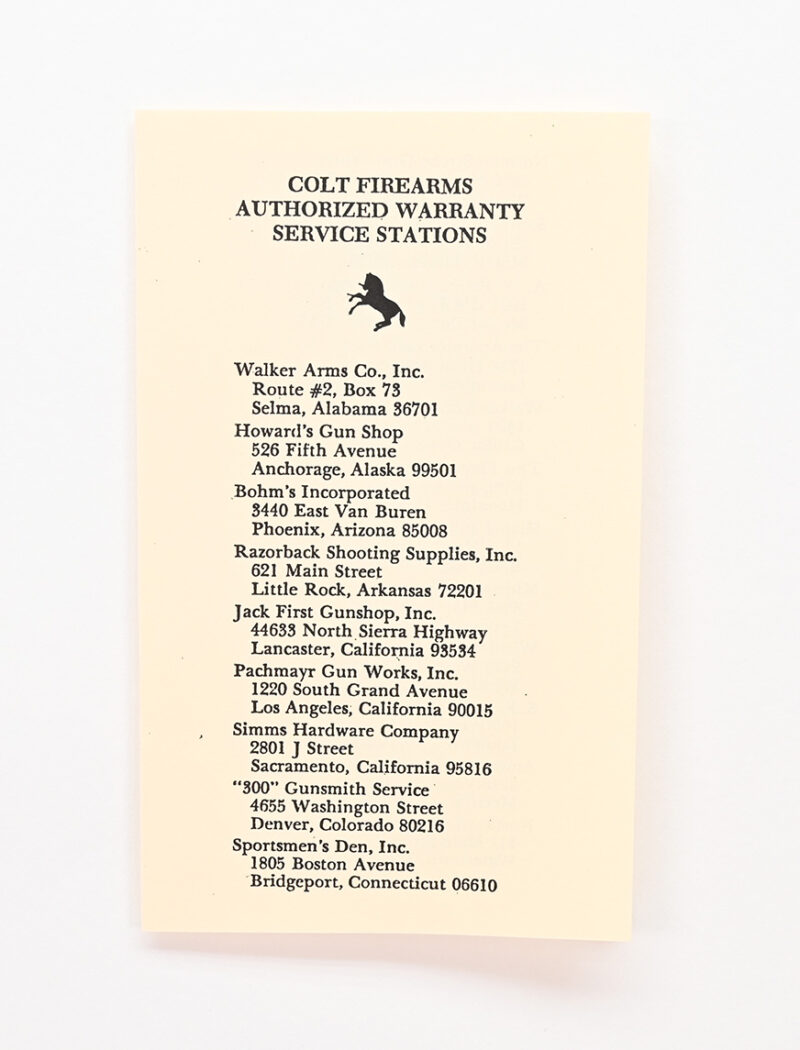 COLT FIREARMS
AUTHORIZED WARRANTY
SERVICE STATIONS
Walker Arms Co., Inc.
Route #2, Box 73
Selma, Alabama 36701
Howard's Gun Shop
526 Fifth Avenue
Anchorage, Alaska 99501
Bohm's Incorporated
3440 East Van Buren
Phoenix, Arizona 85008
Razorback Shooting Supplies, Inc.
621 Main Street
Little Rock, Arkansas 72201
Jack First Gunshop, Inc.
44633 North Sierra Highway
Lancaster, California 93534
Pachmayr Gun Works, Inc.
1220 South Grand Avenue
Los Angeles, California 90015
Simms Hardware Company
2801 J Street
Sacramento, California 95816
"300" Gunsmith Service
4655 Washington Street
Denver, Colorado 80216
Sportsmen's Den, Inc.
1805 Boston Avenue
Bridgeport, Connecticut 06610